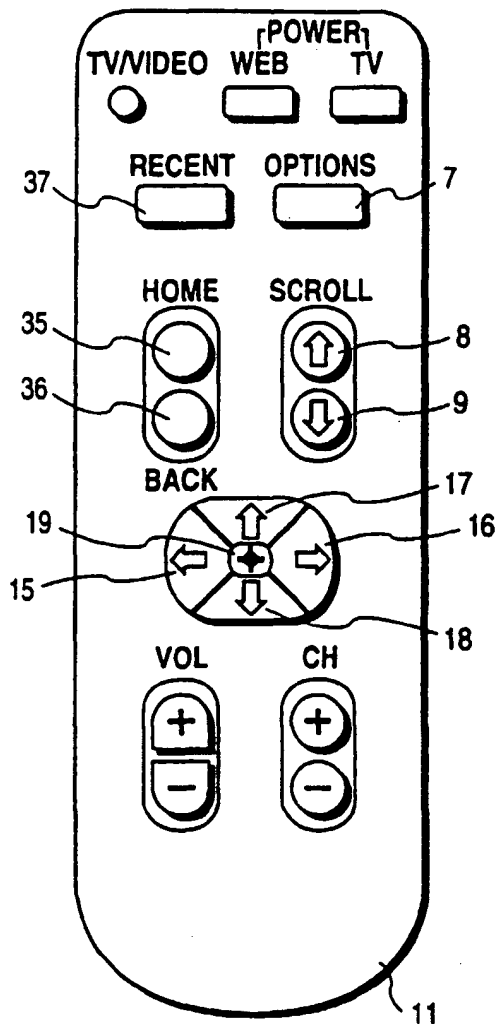 POWER
TV/VIDEO WEB TV
RECENT OPTIONS
37 7
HOME SCROLL
35 8
36 9
BACK
17
19 16
15
18
VOL CH
+ +
− −
11